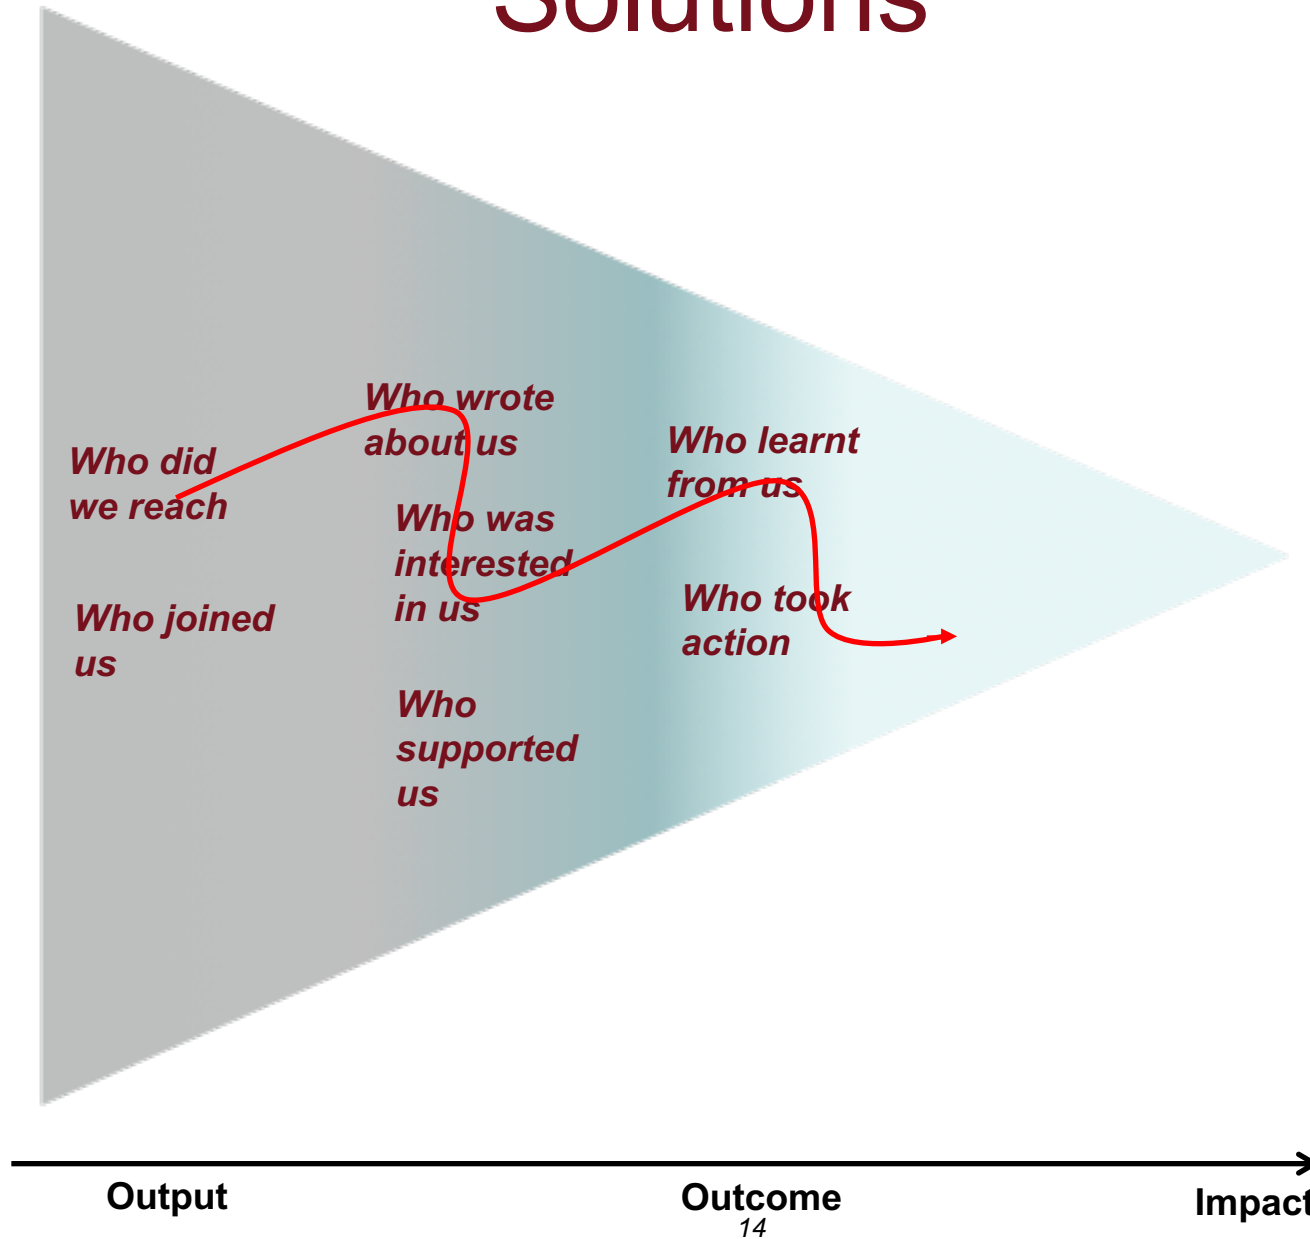 Solutions
Who did
we reach
Who joined
us
Who wrote
about us
Who was
interested
in us
Who
supported
us
Who learnt
from us
Who took
action
Output
Outcome
Impact
14